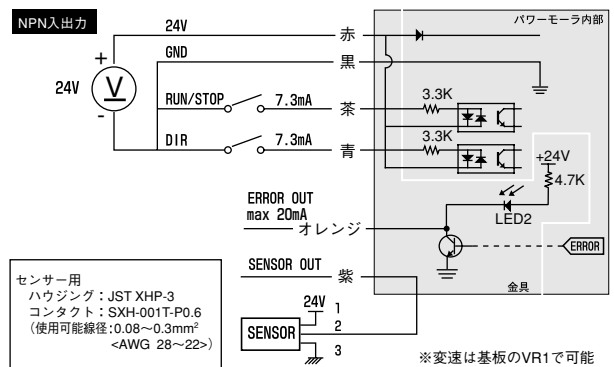 NPN入出力
パワーモーラ内部
24V
赤
GND
黒
24V
+
V
-
RUN/STOP
7.3mA
茶
3.3K
DIR
7.3mA
青
3.3K
+24V
4.7K
LED2
ERROR OUT
max 20mA
オレンジ
ERROR
SENSOR OUT
紫
金具
センサー用
ハウジング：JST XHP-3
コンタクト：SXH-001T-P0.6
（使用可能線径:0.08～0.3mm²
<AWG 28～22>）
24V
1
SENSOR
2
3
※変速は基板のVR1で可能